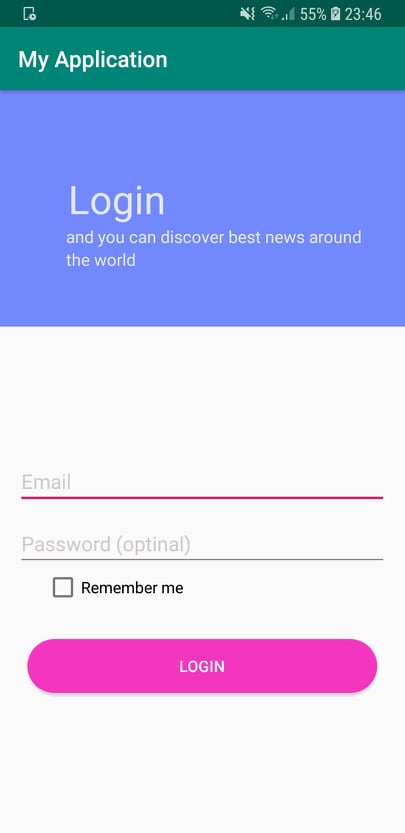 55% 23:46
My Application
Login
and you can discover best news around
the world
Email
Password (optinal)
Remember me
LOGIN